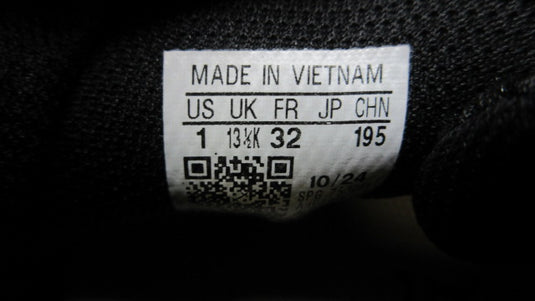 MADE IN VIETNAM
US UK FR JP CHN
1 13½K 32 195
10/24